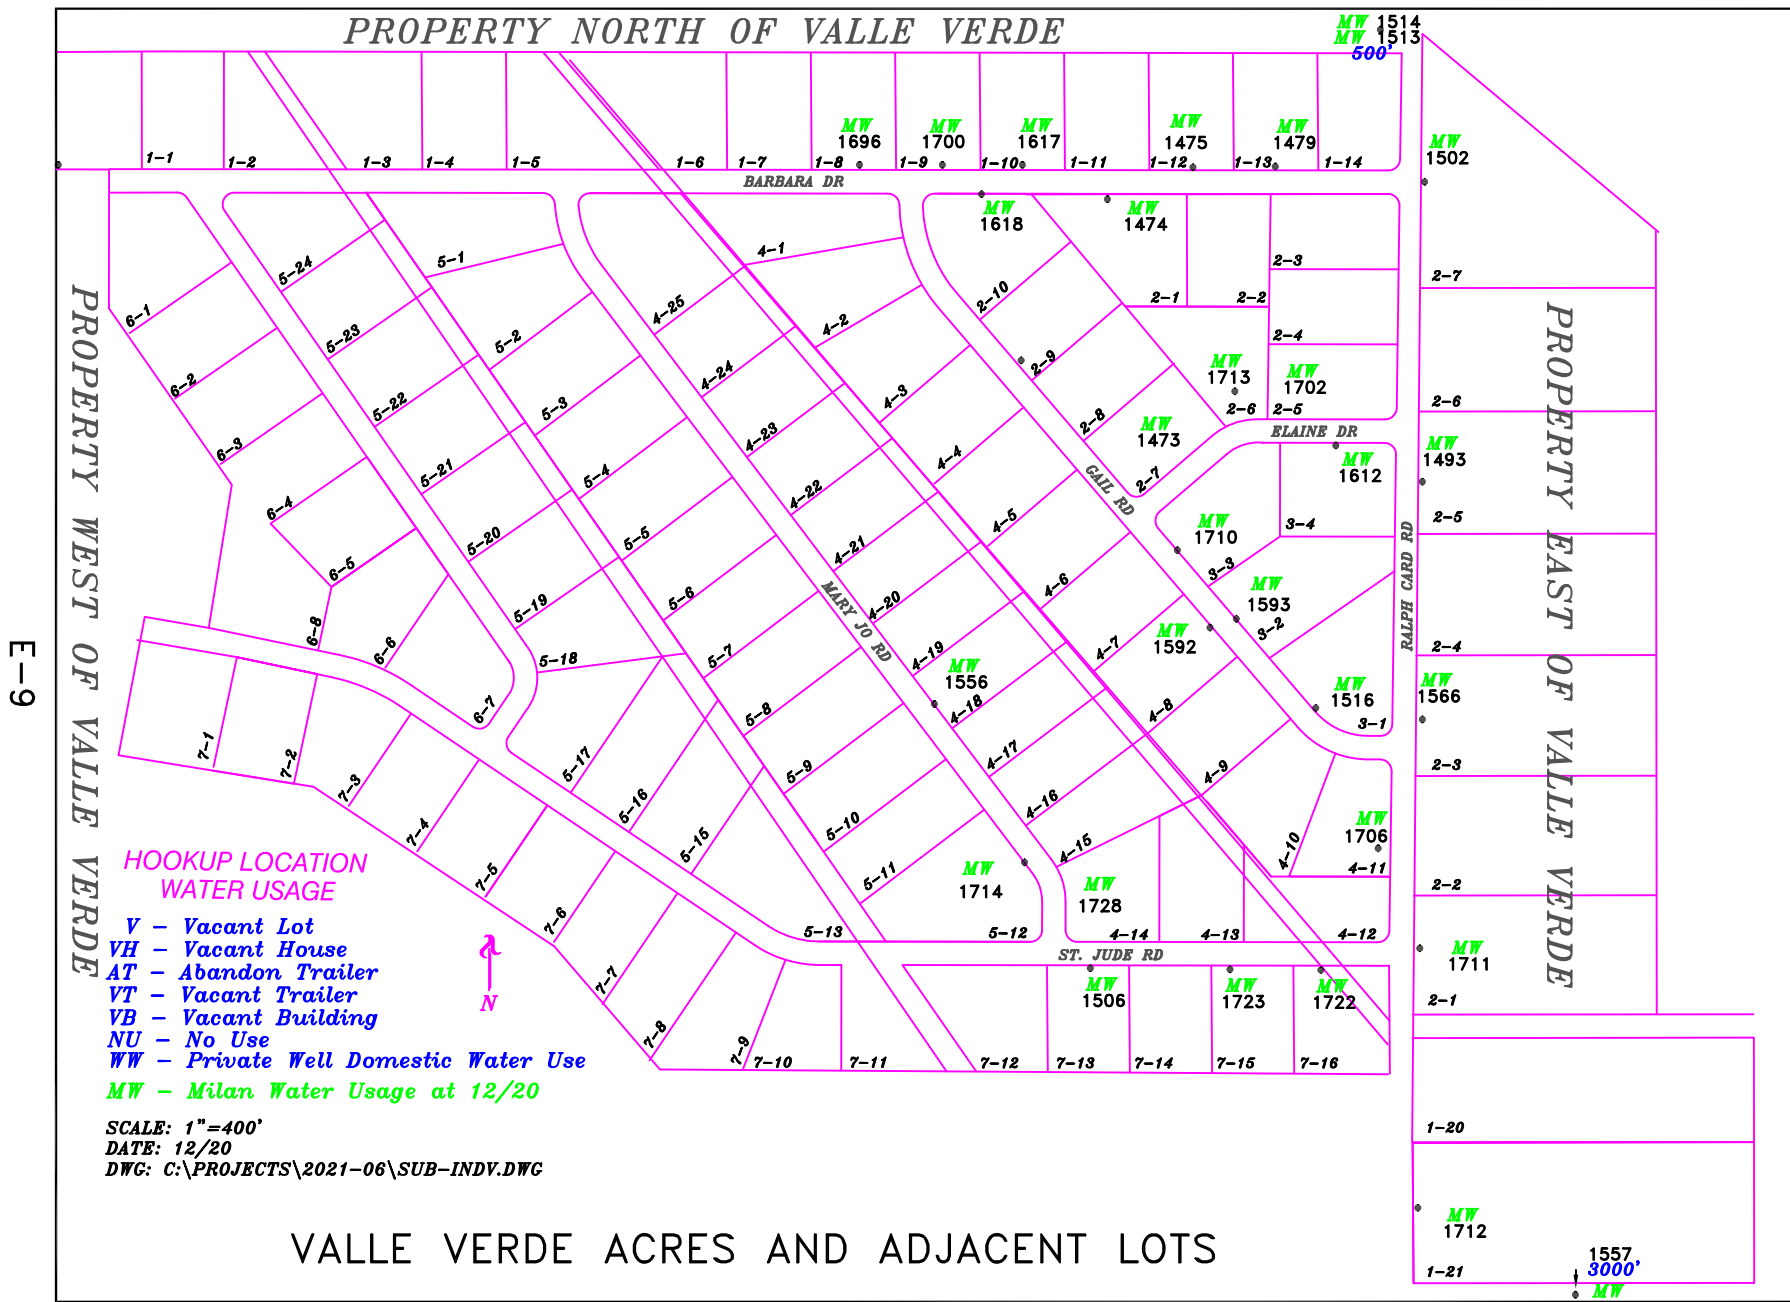 PROPERTY NORTH OF VALLE VERDE
MW 1514
MW 1513
500'
MW
1696
MW
1700
MW
1617
MW
1475
MW
1479
MW
1502
1-1
1-2
1-3
1-4
1-5
1-6
1-7
1-8
1-9
1-10
1-11
1-12
1-13
1-14
BARBARA DR
MW
1618
MW
1474
5-24
5-1
4-1
2-10
2-1
2-2
2-3
2-7
6-1
5-23
5-2
4-25
4-2
2-9
2-4
6-2
5-22
5-3
4-24
4-3
2-8
MW
1713
MW
1702
2-6
2-5
2-6
6-3
5-21
5-4
4-23
4-4
MW
1473
ELAINE DR
MW
1612
MW
1493
2-7
GAIL RD
6-4
5-20
5-5
4-22
4-5
MW
1710
3-4
2-5
6-5
5-19
5-6
4-21
4-6
3-3
MW
1593
RALPH CARD RD
6-8
6-6
5-18
5-7
4-20
MARY JO RD
4-19
4-7
MW
1592
3-2
2-4
6-7
5-8
MW
1556
4-18
4-8
MW
1516
3-1
MW
1566
7-1
7-2
7-3
5-17
5-9
4-17
4-9
2-3
7-4
5-16
5-10
4-16
MW
1706
7-5
5-15
5-11
4-15
4-10
4-11
2-2
MW
1714
MW
1728
7-6
5-13
5-12
4-14
4-13
4-12
ST. JUDE RD
MW
1711
7-7
MW
1506
MW
1723
MW
1722
2-1
7-8
7-9
7-10
7-11
7-12
7-13
7-14
7-15
7-16
1-20
MW
1712
1-21
1557
3000'
MW
PROPERTY WEST OF VALLE VERDE
PROPERTY EAST OF VALLE VERDE
E-9
HOOKUP LOCATION
WATER USAGE
V - Vacant Lot
VH - Vacant House
AT - Abandon Trailer
VT - Vacant Trailer
VB - Vacant Building
NU - No Use
WW - Private Well Domestic Water Use
MW - Milan Water Usage at 12/20
N
SCALE: 1"=400'
DATE: 12/20
DWG: C:\PROJECTS\2021-06\SUB-INDV.DWG
VALLE VERDE ACRES AND ADJACENT LOTS